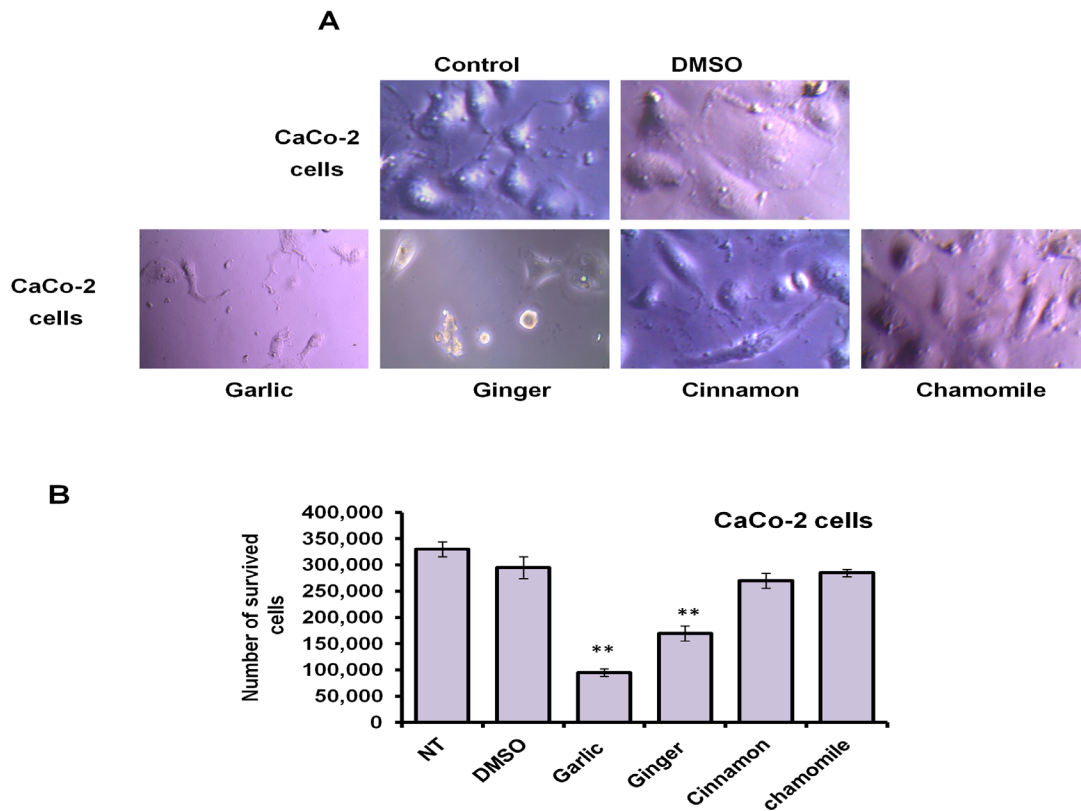 A
Control DMSO
CaCo-2
cells
CaCo-2
cells
Garlic Ginger Cinnamon Chamomile
B
CaCo-2 cells
Number of survived
cells
400,000
350,000
300,000
250,000
200,000
150,000
100,000
50,000
0
**
**
NT DMSO Garlic Ginger Cinnamon chamomile